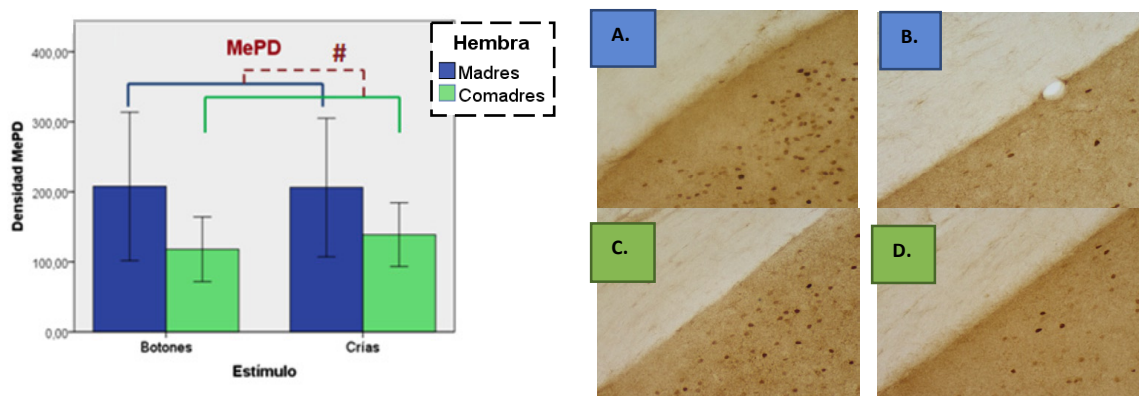 400,00
300,00
200,00
100,00
0,00
Densidad MePD
MePD #
Hembra
Madres
Comadres
Botones Crías
Estímulo
A.
B.
C.
D.